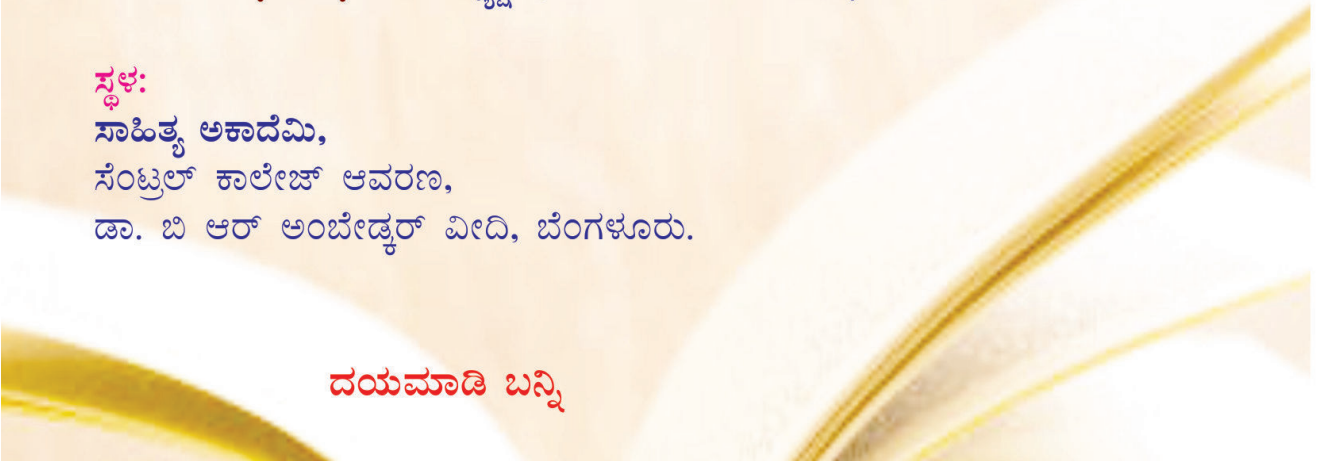 ಸ್ಥಳ:
ಸಾಹಿತ್ಯ ಅಕಾದೆಮಿ,
ಸೆಂಟ್ರಲ್ ಕಾಲೇಜ್ ಆವರಣ,
ಡಾ. ಬಿ ಆರ್ ಅಂಬೇಡ್ಕರ್ ವೀದಿ, ಬೆಂಗಳೂರು.
ದಯಮಾಡಿ ಬನ್ನಿ